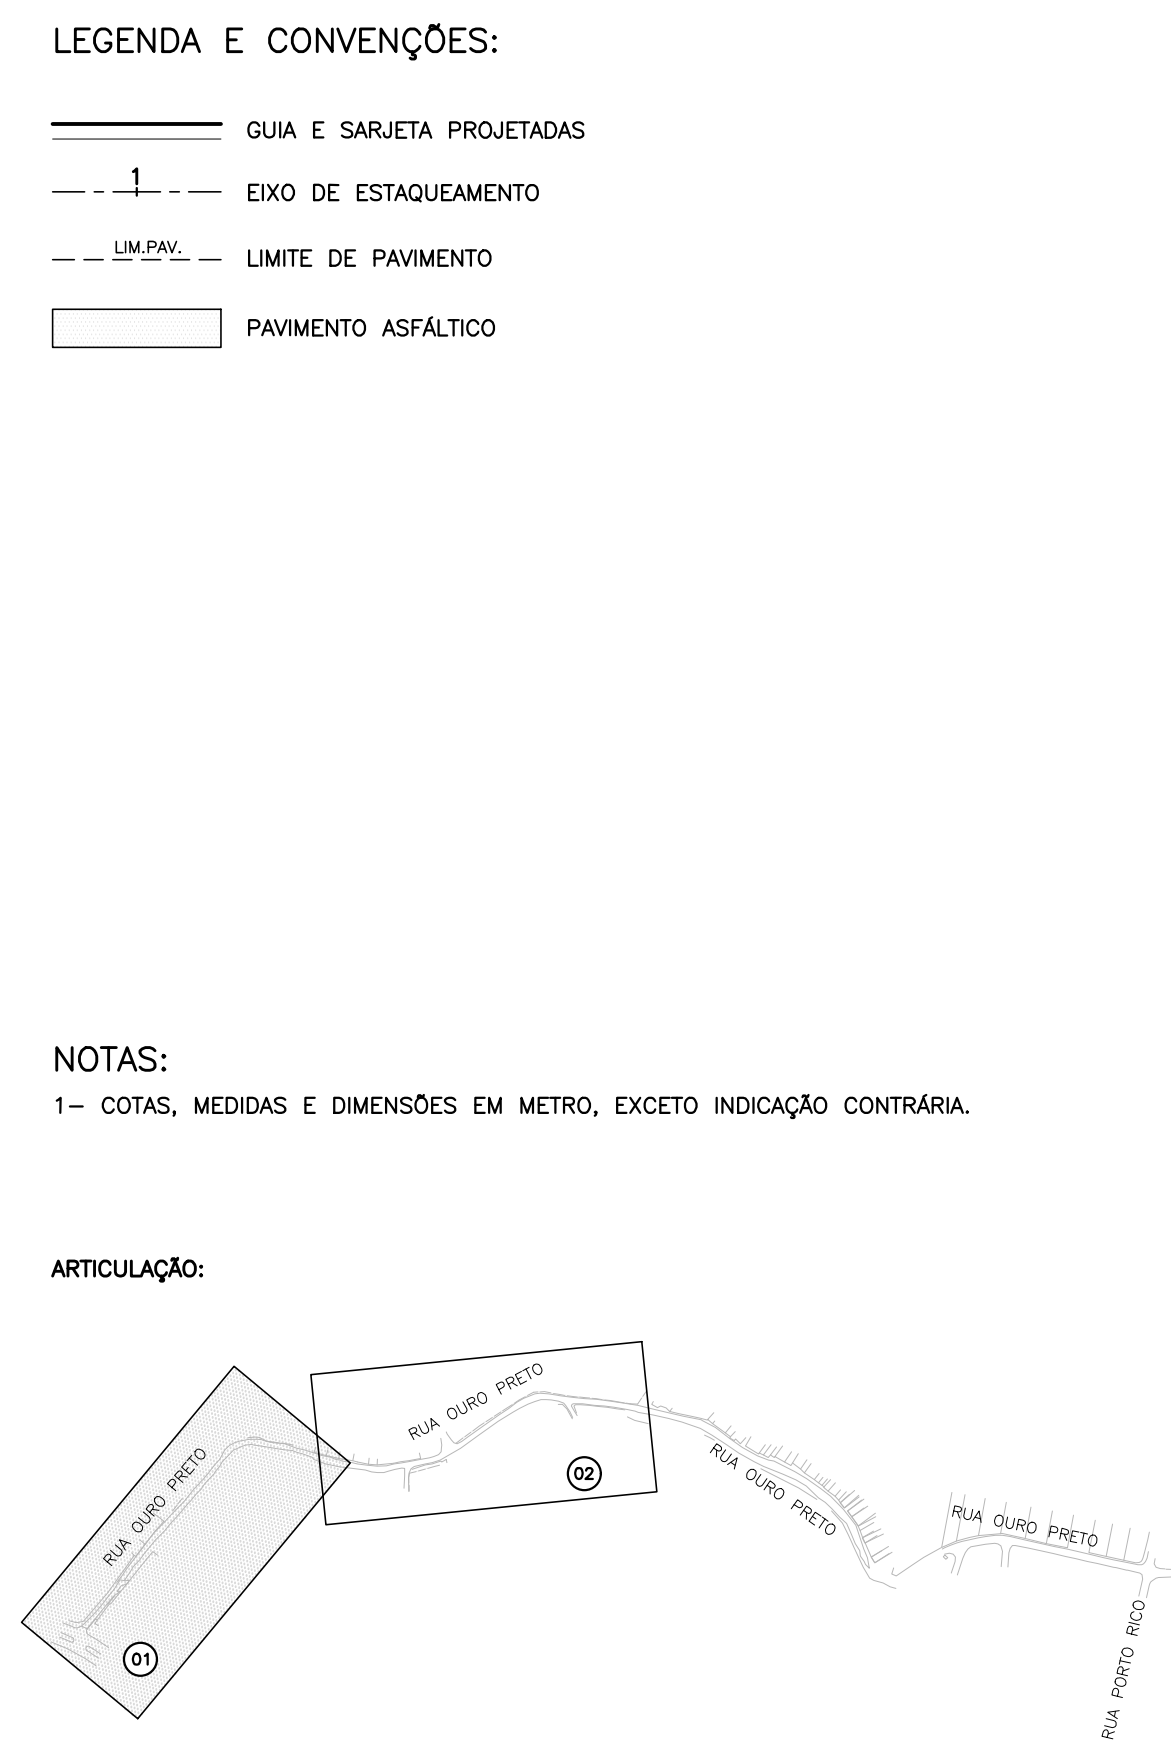 LEGENDA E CONVENÇÕES:
GUIA E SARJETA PROJETADAS
1
EIXO DE ESTAQUEAMENTO
LIM.PAV.
LIMITE DE PAVIMENTO
PAVIMENTO ASFÁLTICO
NOTAS:
1- COTAS, MEDIDAS E DIMENSÕES EM METRO, EXCETO INDICAÇÃO CONTRÁRIA.
ARTICULAÇÃO:
RUA OURO PRETO
01
RUA OURO PRETO
02
RUA OURO PRETO
RUA OURO PRETO
RUA PORTO RICO